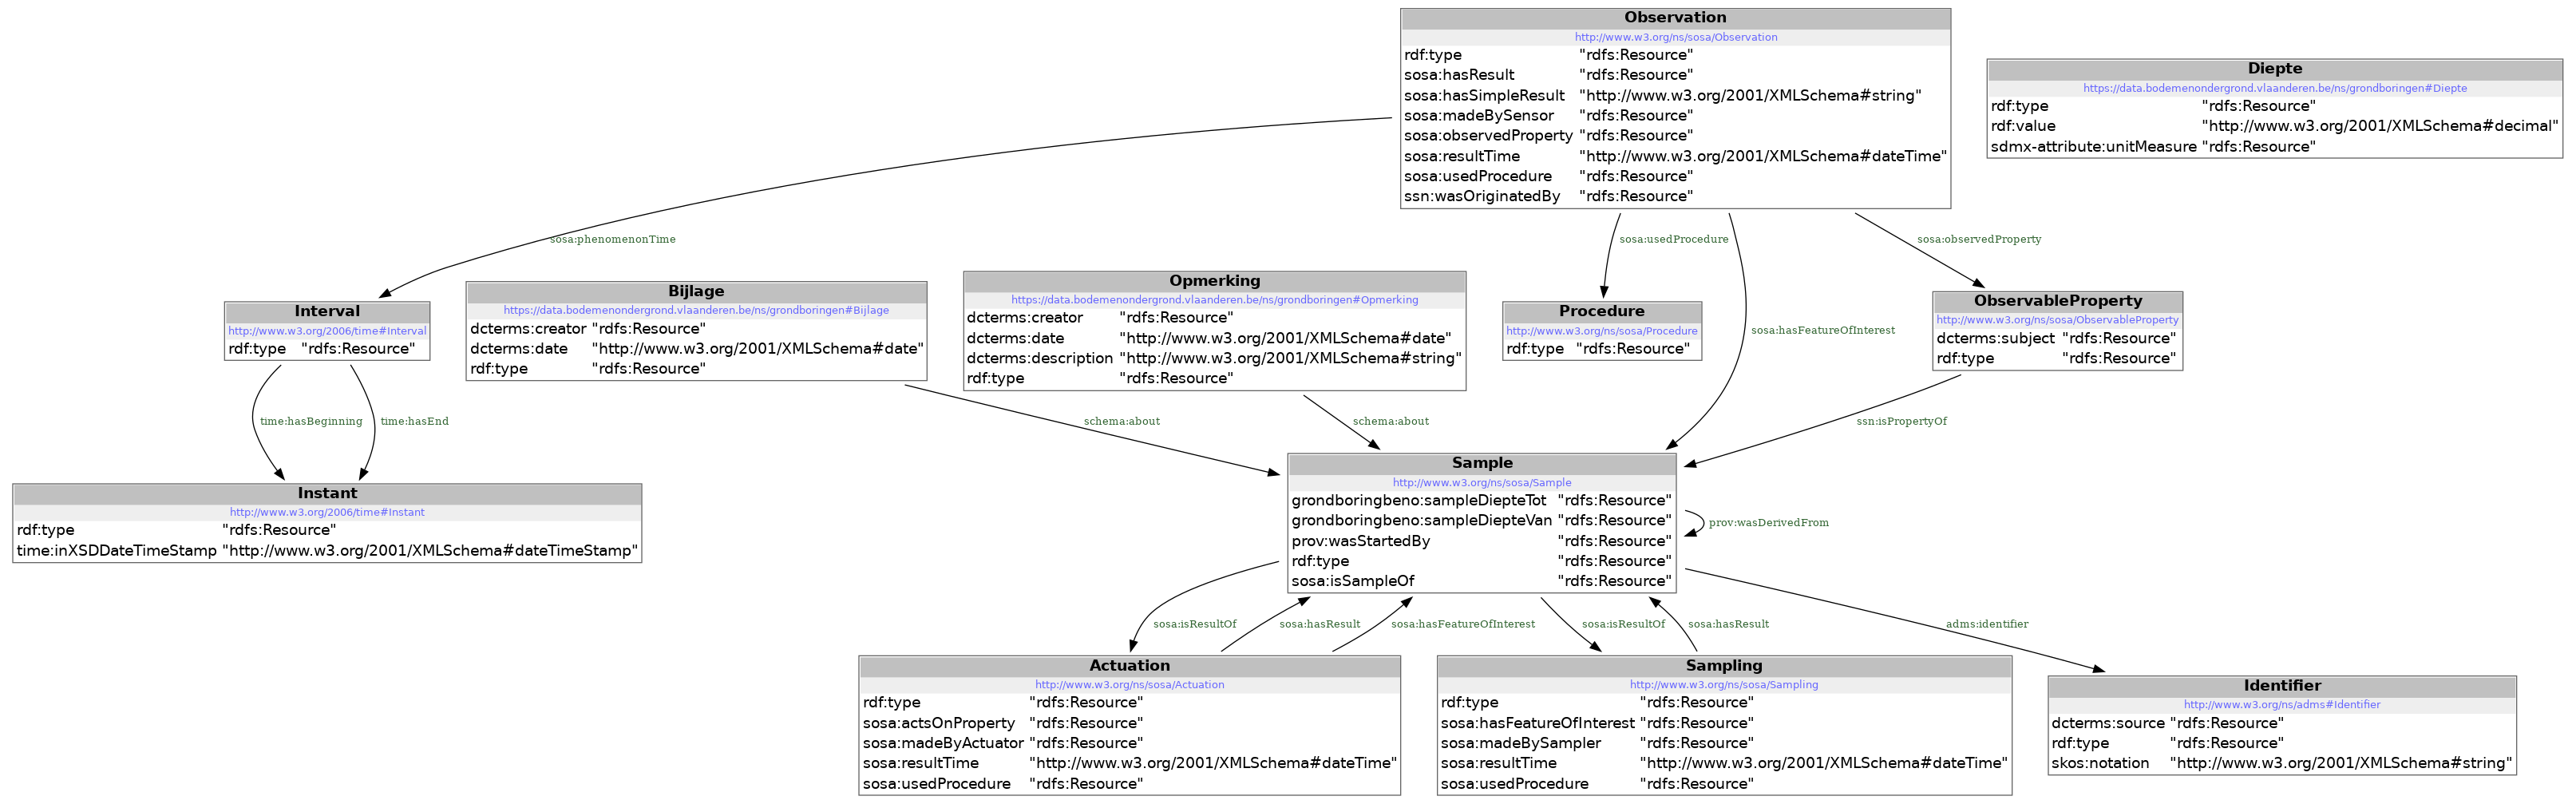 Observation
http://www.w3.org/ns/sosa/Observation
rdf:type "rdfs:Resource"
sosa:hasResult "rdfs:Resource"
sosa:hasSimpleResult "http://www.w3.org/2001/XMLSchema#string"
sosa:madeBySensor "rdfs:Resource"
sosa:observedProperty "rdfs:Resource"
sosa:resultTime "http://www.w3.org/2001/XMLSchema#dateTime"
sosa:usedProcedure "rdfs:Resource"
ssn:wasOriginatedBy "rdfs:Resource"
Diepte
https://data.bodemenondergrond.vlaanderen.be/ns/grondboringen#Diepte
rdf:type "rdfs:Resource"
rdf:value "http://www.w3.org/2001/XMLSchema#decimal"
sdmx-attribute:unitMeasure "rdfs:Resource"
sosa:phenomenonTime
sosa:usedProcedure
sosa:observedProperty
sosa:hasFeatureOfInterest
Interval
http://www.w3.org/2006/time#Interval
rdf:type "rdfs:Resource"
Bijlage
https://data.bodemenondergrond.vlaanderen.be/ns/grondboringen#Bijlage
dcterms:creator "rdfs:Resource"
dcterms:date "http://www.w3.org/2001/XMLSchema#date"
rdf:type "rdfs:Resource"
Opmerking
https://data.bodemenondergrond.vlaanderen.be/ns/grondboringen#Opmerking
dcterms:creator "rdfs:Resource"
dcterms:date "http://www.w3.org/2001/XMLSchema#date"
dcterms:description "http://www.w3.org/2001/XMLSchema#string"
rdf:type "rdfs:Resource"
Procedure
http://www.w3.org/ns/sosa/Procedure
rdf:type "rdfs:Resource"
ObservableProperty
http://www.w3.org/ns/sosa/ObservableProperty
dcterms:subject "rdfs:Resource"
rdf:type "rdfs:Resource"
time:hasBeginning
time:hasEnd
schema:about
schema:about
ssn:isPropertyOf
Instant
http://www.w3.org/2006/time#Instant
rdf:type "rdfs:Resource"
time:inXSDDateTimeStamp "http://www.w3.org/2001/XMLSchema#dateTimeStamp"
Sample
http://www.w3.org/ns/sosa/Sample
grondboringbeno:sampleDiepteTot "rdfs:Resource"
grondboringbeno:sampleDiepteVan "rdfs:Resource"
prov:wasStartedBy "rdfs:Resource"
rdf:type "rdfs:Resource"
sosa:isSampleOf "rdfs:Resource"
prov:wasDerivedFrom
sosa:isResultOf
sosa:hasResult
sosa:hasFeatureOfInterest
sosa:isResultOf
sosa:hasResult
adms:identifier
Actuation
http://www.w3.org/ns/sosa/Actuation
rdf:type "rdfs:Resource"
sosa:actsOnProperty "rdfs:Resource"
sosa:madeByActuator "rdfs:Resource"
sosa:resultTime "http://www.w3.org/2001/XMLSchema#dateTime"
sosa:usedProcedure "rdfs:Resource"
Sampling
http://www.w3.org/ns/sosa/Sampling
rdf:type "rdfs:Resource"
sosa:hasFeatureOfInterest "rdfs:Resource"
sosa:madeBySampler "rdfs:Resource"
sosa:resultTime "http://www.w3.org/2001/XMLSchema#dateTime"
sosa:usedProcedure "rdfs:Resource"
Identifier
http://www.w3.org/ns/adms#Identifier
dcterms:source "rdfs:Resource"
rdf:type "rdfs:Resource"
skos:notation "http://www.w3.org/2001/XMLSchema#string"